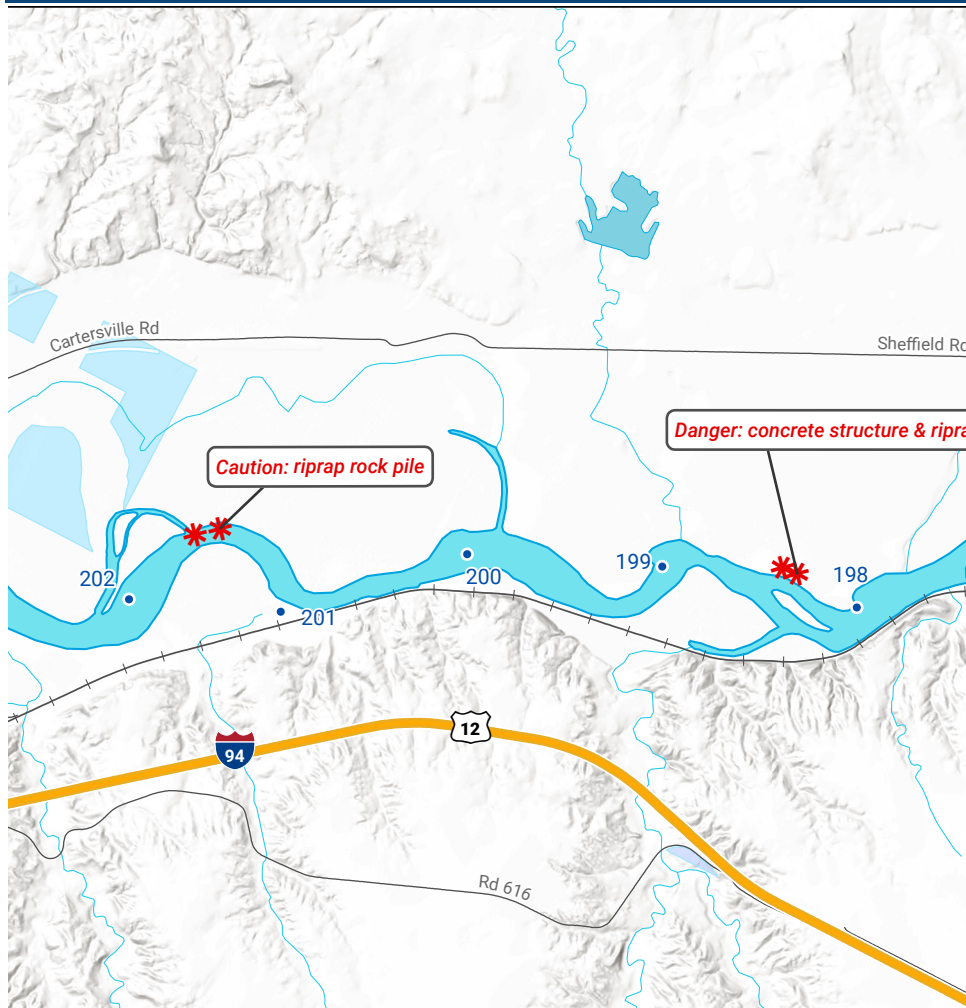 Cartersville Rd
Sheffield Rd
Danger: concrete structure & ripra
Caution: riprap rock pile
202
201
200
199
198
12
94
Rd 616